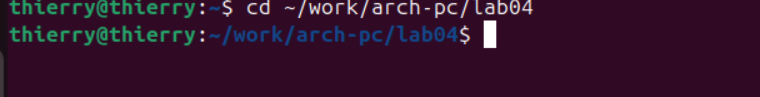 thierry@thierry:~$ cd ~/work/arch-pc/lab04
thierry@thierry:~/work/arch-pc/lab04$